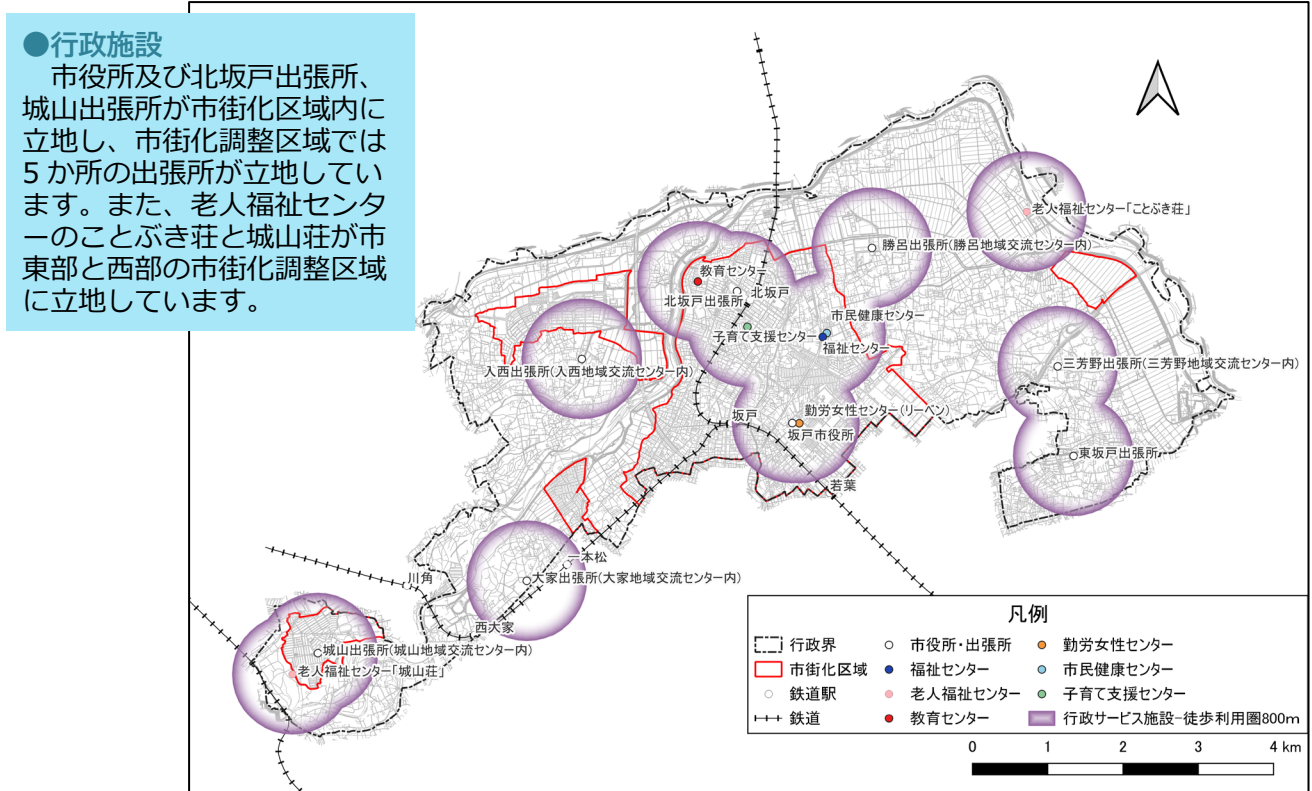 ●行政施設
　市役所及び北坂戸出張所、
城山出張所が市街化区域内に
立地し、市街化調整区域では
5か所の出張所が立地してい
ます。また、老人福祉センタ
ーのことぶき荘と城山荘が市
東部と西部の市街化調整区域
に立地しています。
老人福祉センター「ことぶき荘」
勝呂出張所(勝呂地域交流センター内)
教育センター
北坂戸出張所
北坂戸
市民健康センター
子育て支援センター
福祉センター
入西出張所(入西地域交流センター内)
三芳野出張所(三芳野地域交流センター内)
坂戸
勤労女性センター(リーベン)
坂戸市役所
東坂戸出張所
若葉
一本松
川角
大家出張所(大家地域交流センター内)
西大家
城山出張所(城山地域交流センター内)
老人福祉センター「城山荘」
凡例
行政界
市役所・出張所
勤労女性センター
市街化区域
福祉センター
市民健康センター
鉄道駅
老人福祉センター
子育て支援センター
鉄道
教育センター
行政サービス施設-徒歩利用圏800m
0 1 2 3 4 km